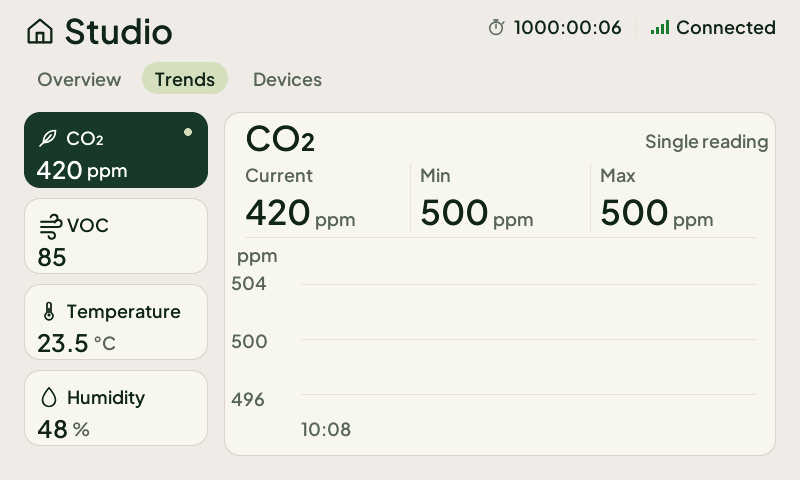 Studio
1000:00:06
Connected
Overview
Trends
Devices
CO₂
420 ppm
VOC
85
Temperature
23.5 °C
Humidity
48 %
CO₂
Single reading
Current
420 ppm
Min
500 ppm
Max
500 ppm
ppm
504
500
496
10:08